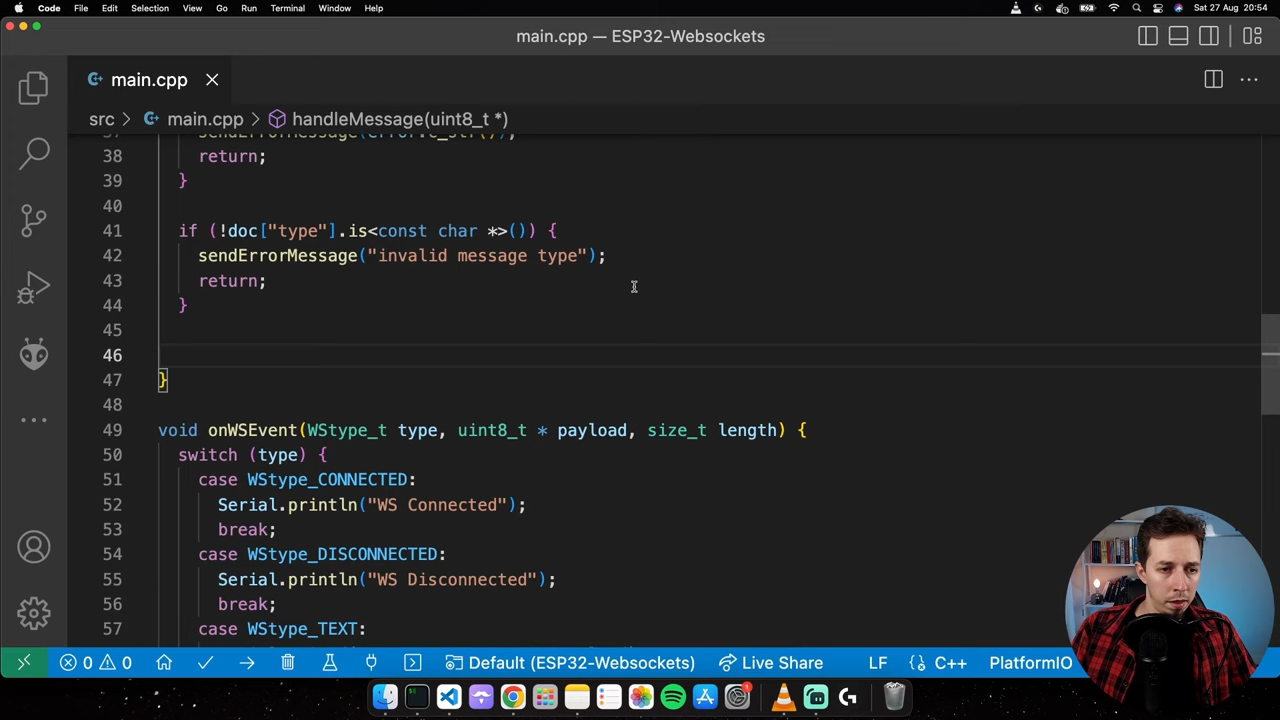 Code File Edit Selection View Go Run Terminal Window Help Sat 27 Aug 20:54
main.cpp — ESP32-Websockets
main.cpp
src > main.cpp > handleMessage(uint8_t *)
37 sendErrorMessage(error.c_str());
38 return;
39 }
40
41 if (!doc["type"].is<const char *>()) {
42 sendErrorMessage("invalid message type");
43 return;
44 }
45
46
47 }
48
49 void onWSEvent(WStype_t type, uint8_t * payload, size_t length) {
50 switch (type) {
51 case WStype_CONNECTED:
52 Serial.println("WS Connected");
53 break;
54 case WStype_DISCONNECTED:
55 Serial.println("WS Disconnected");
56 break;
57 case WStype_TEXT:
0 0 Default (ESP32-Websockets) Live Share LF C++ PlatformIO